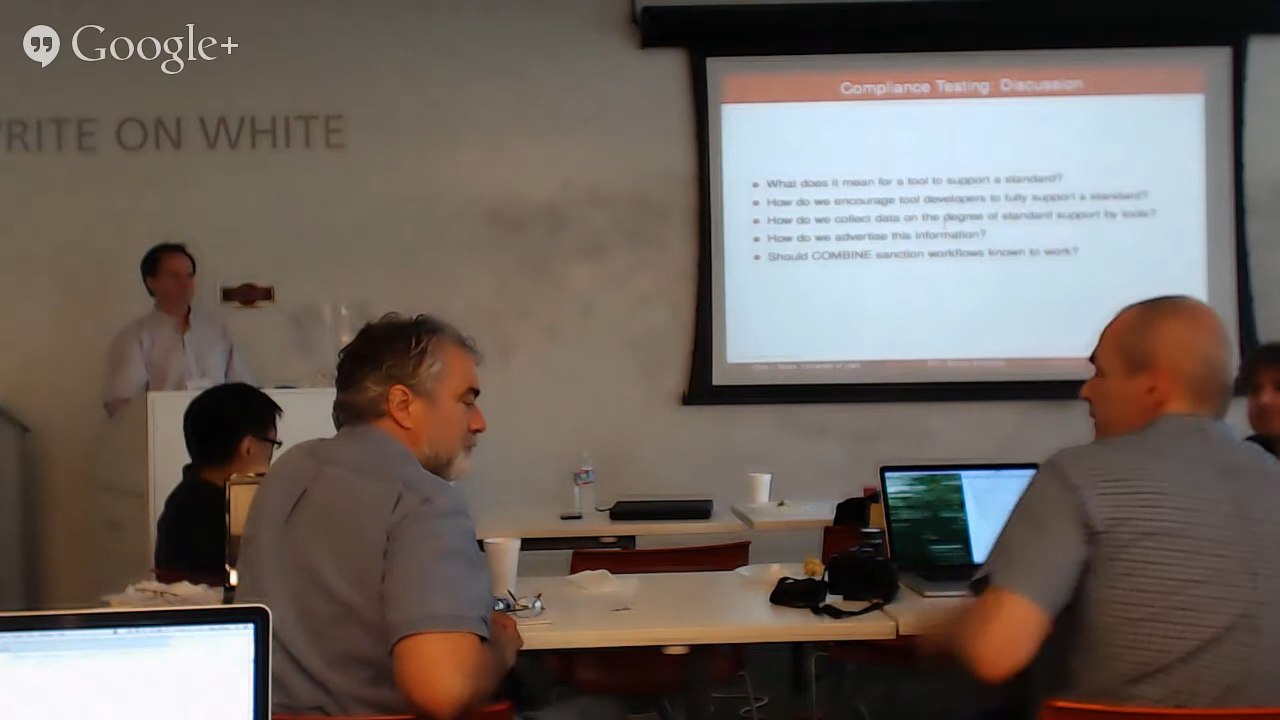 Google+
RITE ON WHITE
Compliance Testing: Discussion
What does it mean for a tool to support a standard?
How do we encourage tool developers to fully support a standard?
How do we collect data on the degree of standard support by tools?
How do we advertise this information?
Should COMBINE sanction workflows known to work?